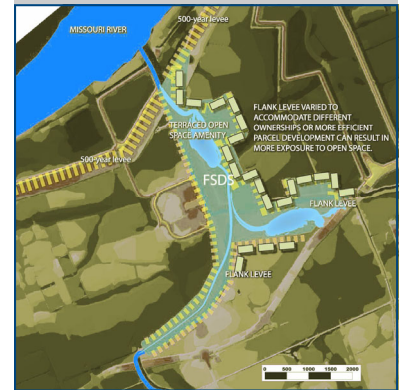 500-year levee
MISSOURI RIVER
FLANK LEVEE VARIED TO
ACCOMMODATE DIFFERENT
OWNERSHIPS OR MORE EFFICIENT
PARCEL DEVELOPMENT CAN RESULT IN
MORE EXPOSURE TO OPEN SPACE.
TERRACED OPEN
SPACE AMENITY
500-year levee
FSDS
FLANK LEVEE
FLANK LEVEE
0 500 1000 1500 2000